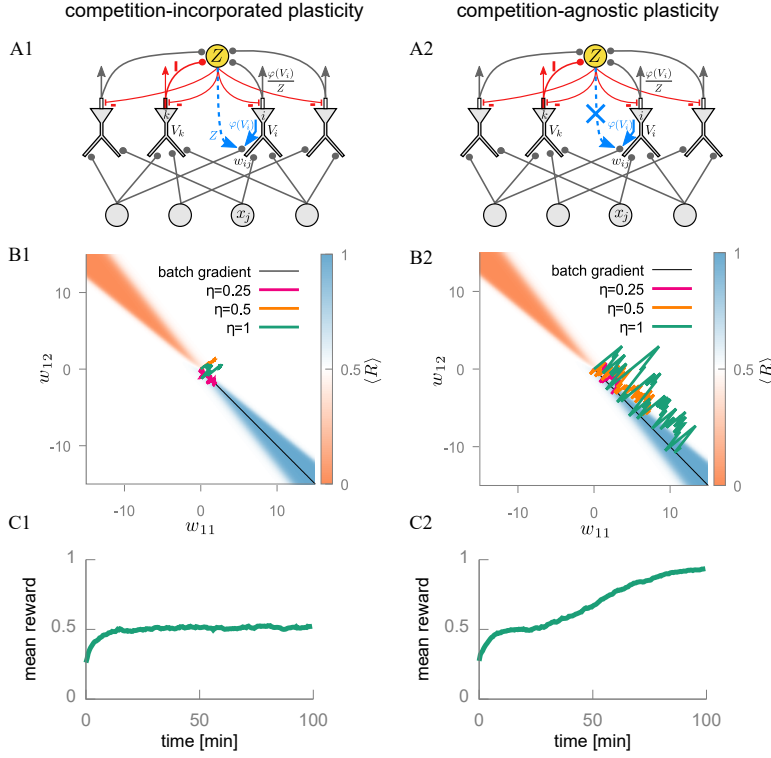 competition-incorporated plasticity
competition-agnostic plasticity
A1
Z
φ(V_i)
Z
k
i
V_k
V_i
Z
φ(V_i)
w_ij
x_j
A2
Z
φ(V_i)
Z
k
i
V_k
V_i
φ(V_i)
w_ij
x_j
B1
batch gradient
η=0.25
η=0.5
η=1
10
0
-10
w_12
-10
0
10
w_11
1
0.5
0
⟨R⟩
B2
batch gradient
η=0.25
η=0.5
η=1
10
0
-10
w_12
-10
0
10
w_11
1
0.5
0
⟨R⟩
C1
1
0.5
0
mean reward
0
50
100
time [min]
C2
1
0.5
0
mean reward
0
50
100
time [min]